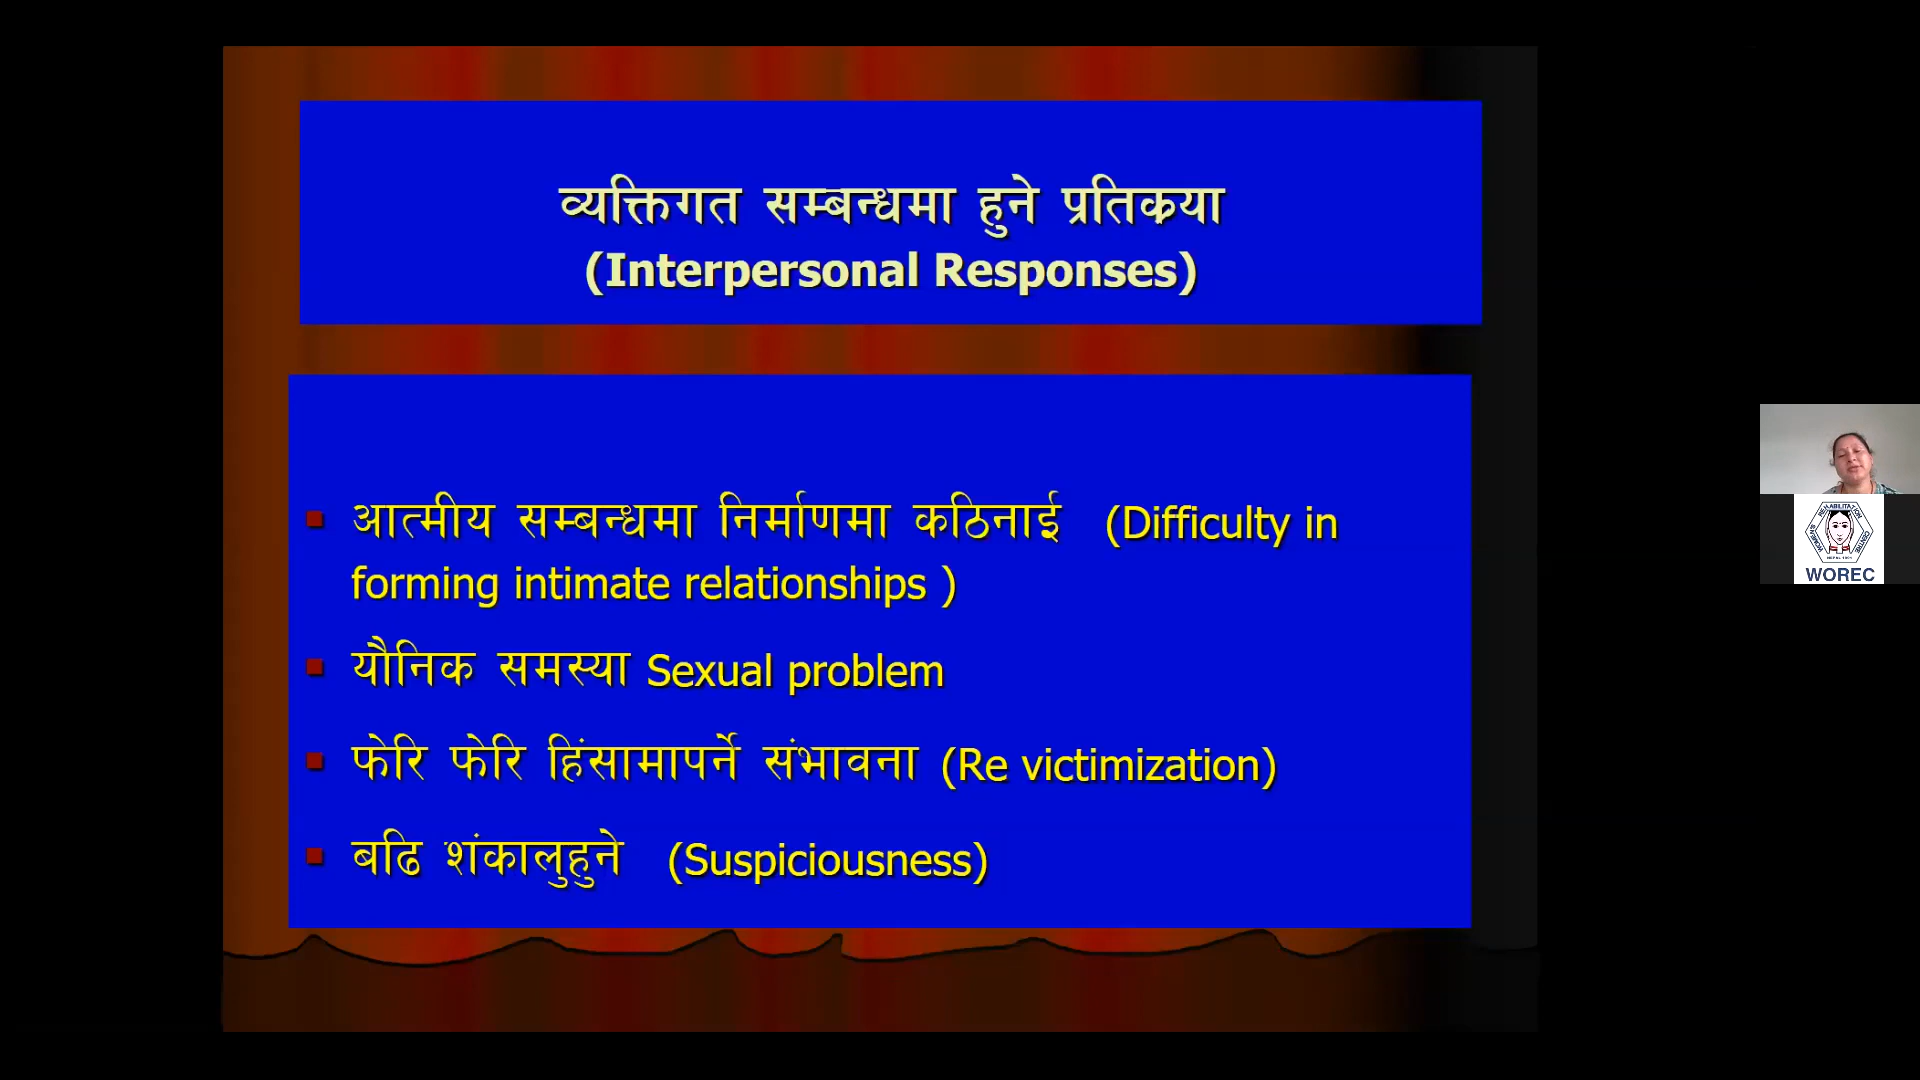 व्यक्तिगत सम्बन्धमा हुने प्रतिक्रया
(Interpersonal Responses)
आत्मीय सम्बन्धमा निर्माणमा कठिनाई (Difficulty in
forming intimate relationships )
यौनिक समस्या Sexual problem
फेरि फेरि हिंसामापर्ने संभावना (Re victimization)
बढि शंकालुहुने (Suspiciousness)
WOREC